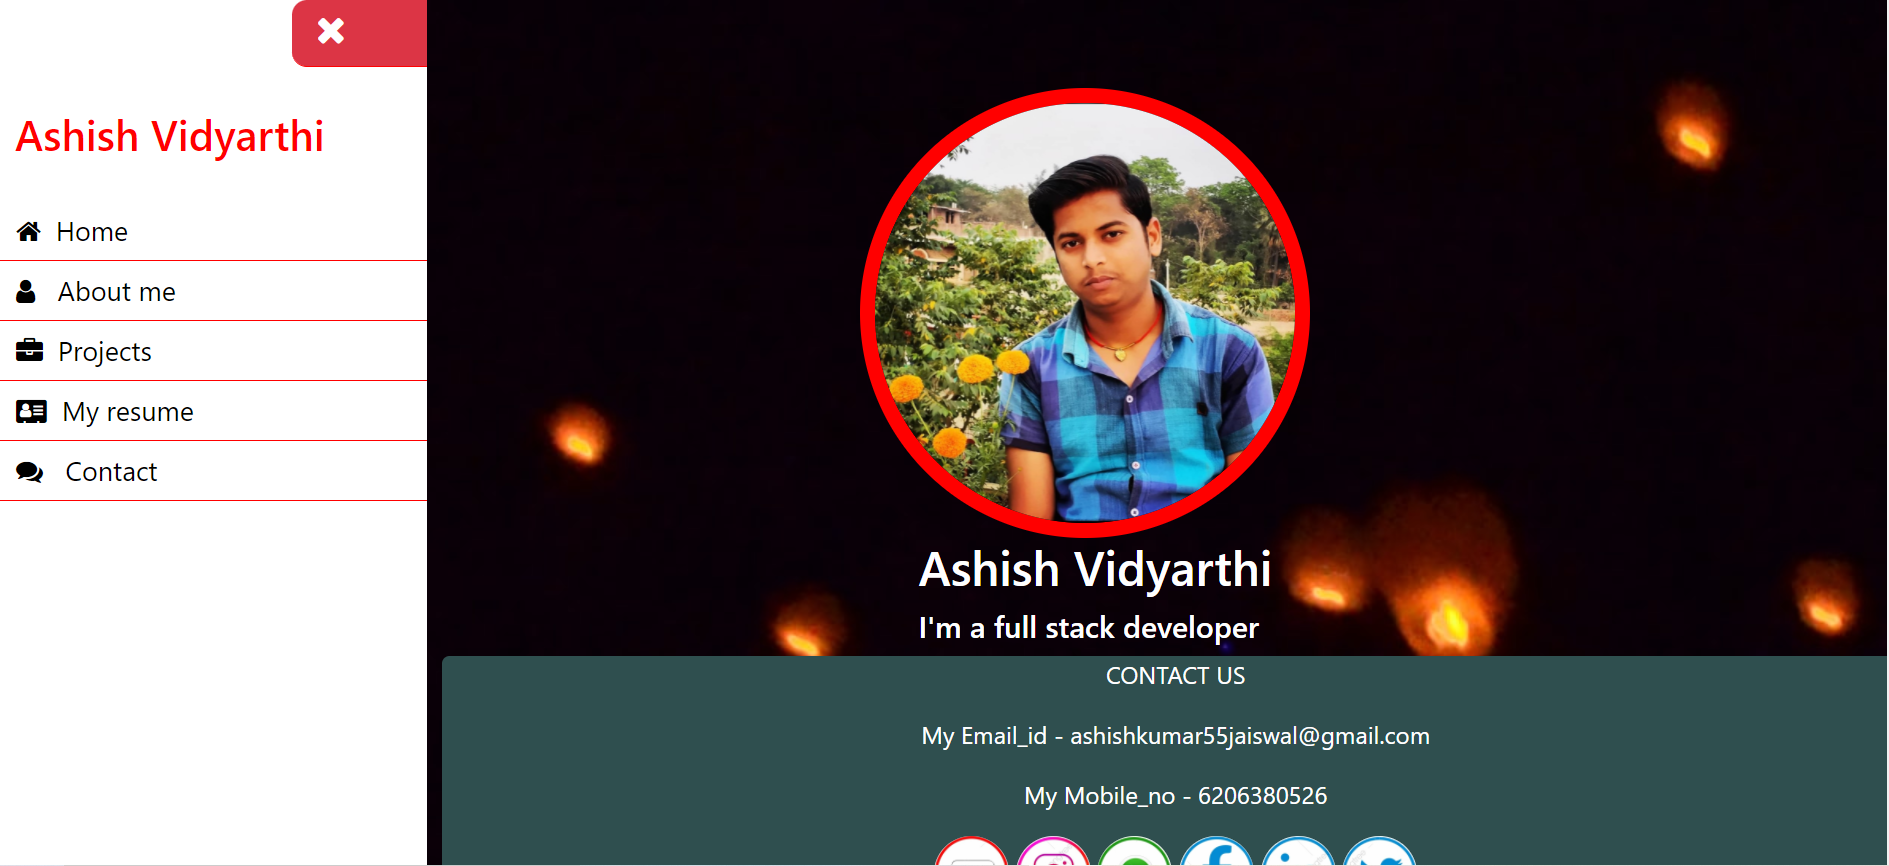 Ashish Vidyarthi
Home
About me
Projects
My resume
Contact
Ashish Vidyarthi
I'm a full stack developer
CONTACT US
My Email_id - ashishkumar55jaiswal@gmail.com
My Mobile_no - 6206380526